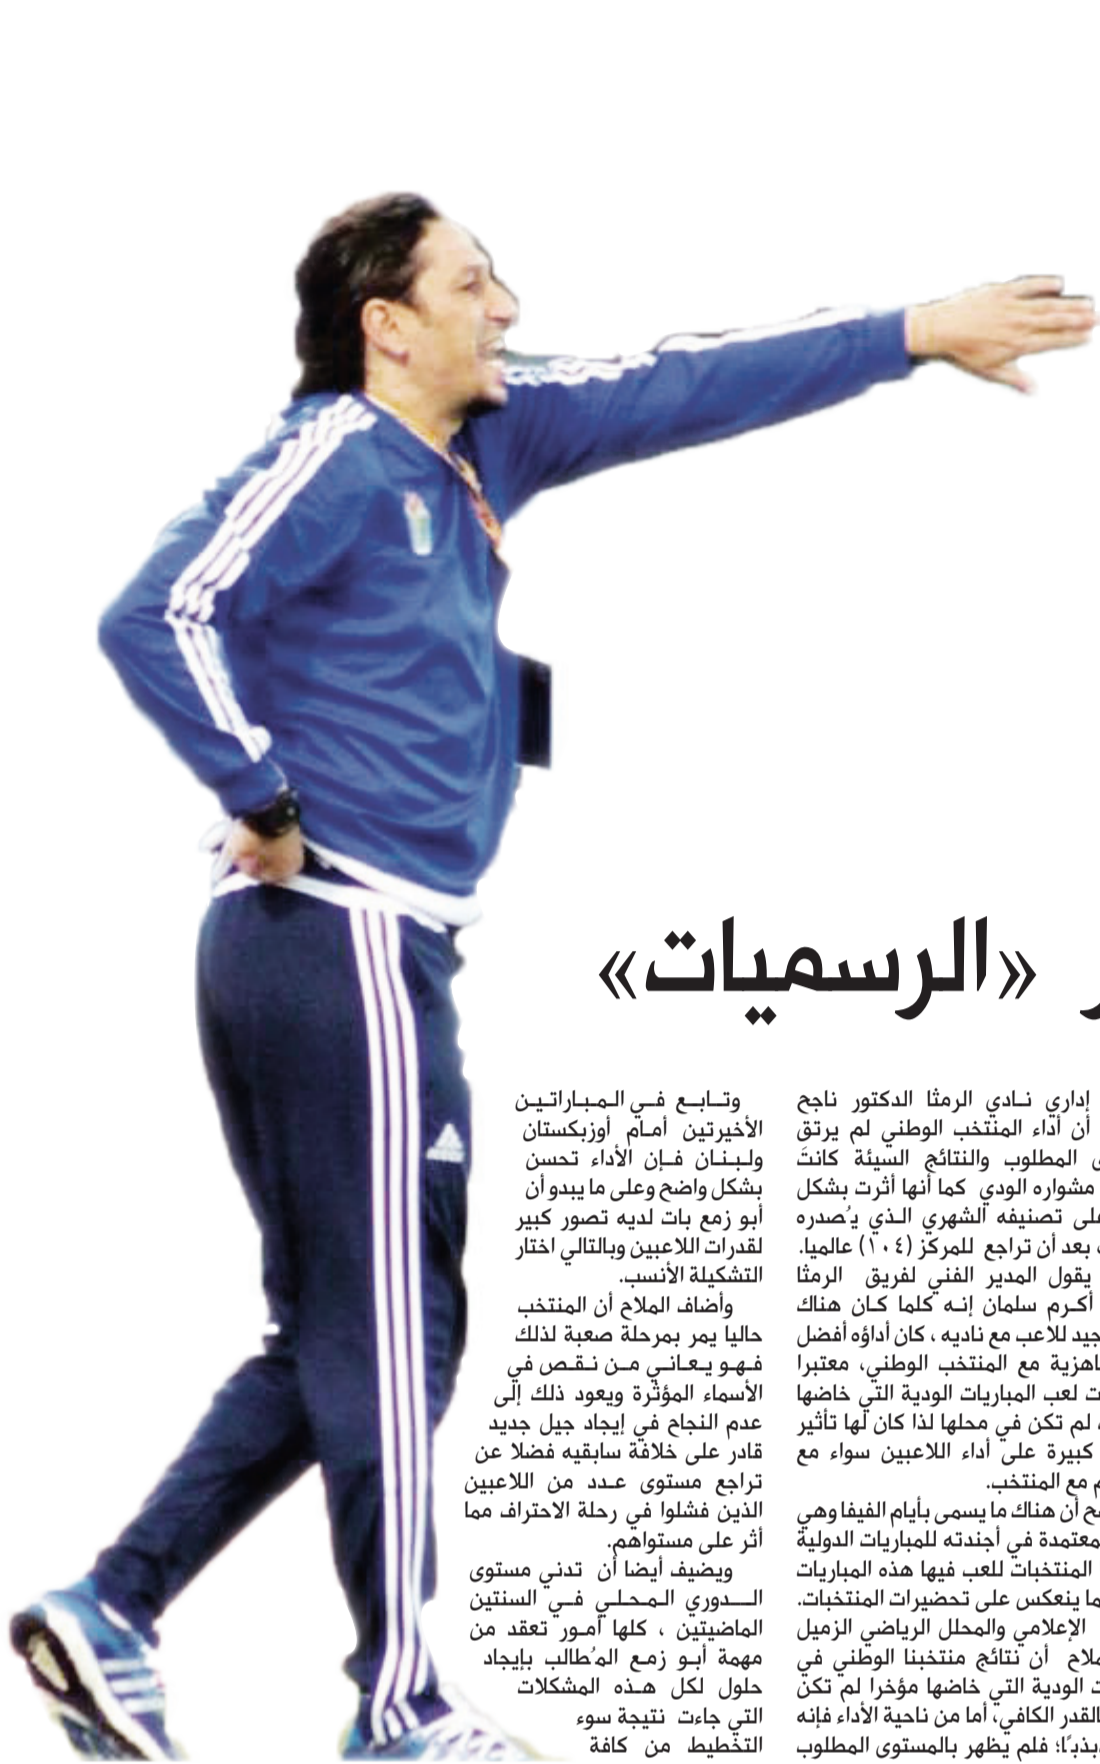 «الرسميات»
إداري نادي الرمثا الدكتور ناجح
أن أداء المنتخب الوطني لم يرتق
المطلوب والنتائج السيئة كانت
مشواره الودي كما أنها أثرت بشكل
على تصنيفه الشهري الذي يُصدره
بعد أن تراجع للمركز (١٠٤) عالميا.
يقول المدير الفني لفريق الرمثا
أكرم سلمان إنه كلما كان هناك
جيد للاعب مع ناديه ، كان أداؤه أفضل
مع المنتخب الوطني، معتبرا
لعب المباريات الودية التي خاضها
لم تكن في محلها لذا كان لها تأثير
كبيرة على أداء اللاعبين سواء مع
مع المنتخب.
أن هناك ما يسمى بأيام الفيفا وهي
معتمدة في أجندته للمباريات الدولية
المنتخبات للعب فيها هذه المباريات
ما ينعكس على تحضيرات المنتخبات.
الإعلامي والمحلل الرياضي الزميل
أن نتائج منتخبنا الوطني في
الودية التي خاضها مؤخرا لم تكن
بالقدر الكافي، أما من ناحية الأداء فإنه
فلم يظهر بالمستوى المطلوب
وتابع في المباراتين
الأخيرتين أمام أوزبكستان
ولبنان فإن الأداء تحسن
بشكل واضح وعلى ما يبدو أن
أبو زمع بات لديه تصور كبير
لقدرات اللاعبين وبالتالي اختار
التشكيلة الأنسب.
وأضاف الملاح أن المنتخب
حاليا يمر بمرحلة صعبة لذلك
فهو يعاني من نقص في
الأسماء المؤثرة ويعود ذلك إلى
عدم النجاح في إيجاد جيل جديد
قادر على خلافة سابقيه فضلا عن
تراجع مستوى عدد من اللاعبين
الذين فشلوا في رحلة الاحتراف مما
أثر على مستواهم.
ويضيف أيضا أن تدني مستوى
الدوري المحلي في السنتين
الماضيتين ، كلها أمور تعقد من
مهمة أبو زمع المُطالب بإيجاد
حلول لكل هذه المشكلات
التي جاءت نتيجة سوء
التخطيط من كافة